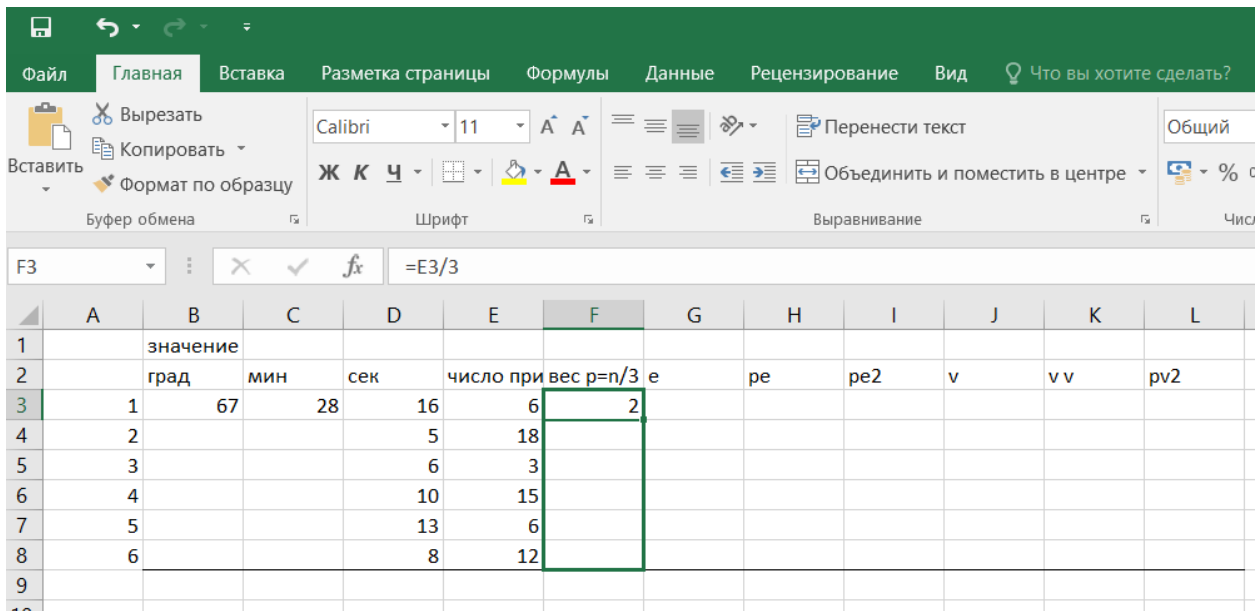 Файл Главная Вставка Разметка страницы Формулы Данные Рецензирование Вид Что вы хотите сделать?
Вставить
Вырезать
Копировать
Формат по образцу
Буфер обмена
Calibri 11
Ж К Ч
Шрифт
Перенести текст
Объединить и поместить в центре
Выравнивание
Общий
%
F3 fx =E3/3
A B C D E F G H I J K L
1 значение
2 град мин сек число при вес p=n/3 e pe pe2 v v v pv2
3 1 67 28 16 6 2
4 2 5 18
5 3 6 3
6 4 10 15
7 5 13 6
8 6 8 12
9